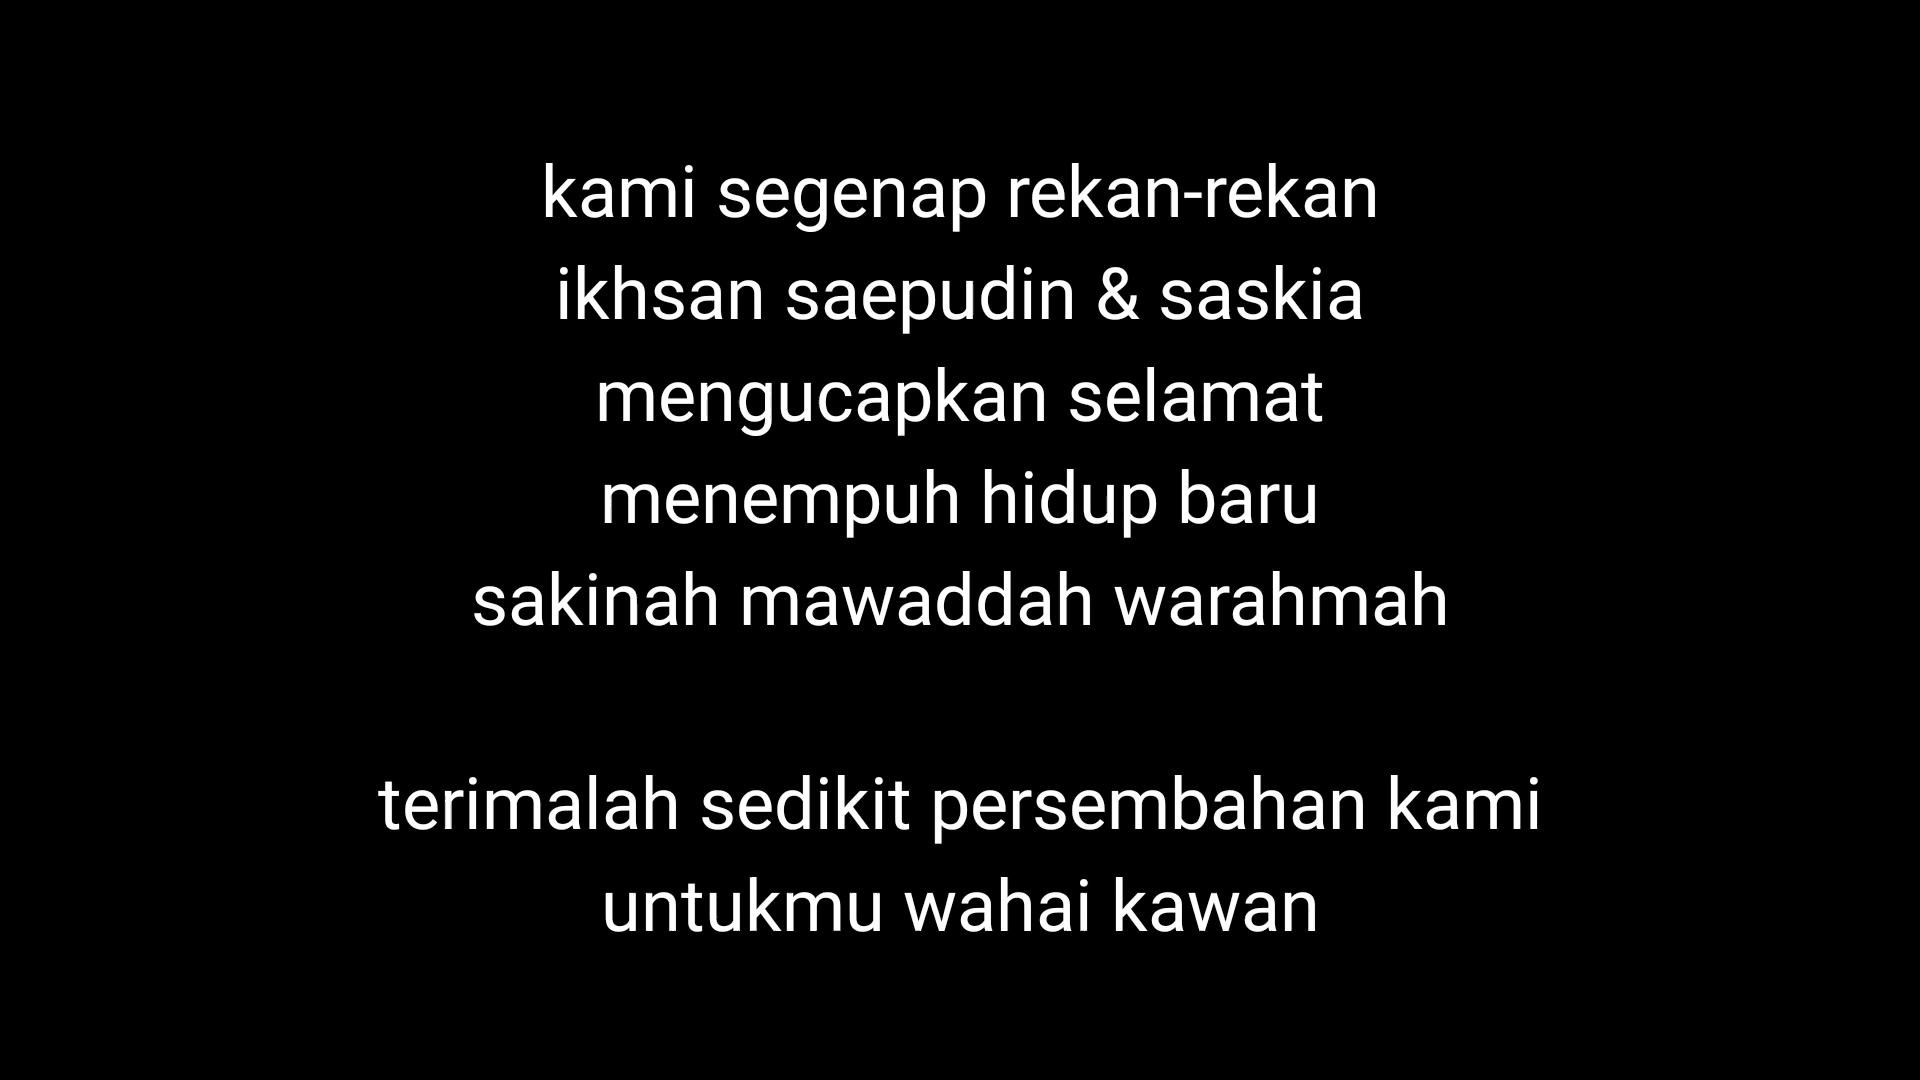 kami segenap rekan-rekan
ikhsan saepudin & saskia
mengucapkan selamat
menempuh hidup baru
sakinah mawaddah warahmah
terimalah sedikit persembahan kami
untukmu wahai kawan